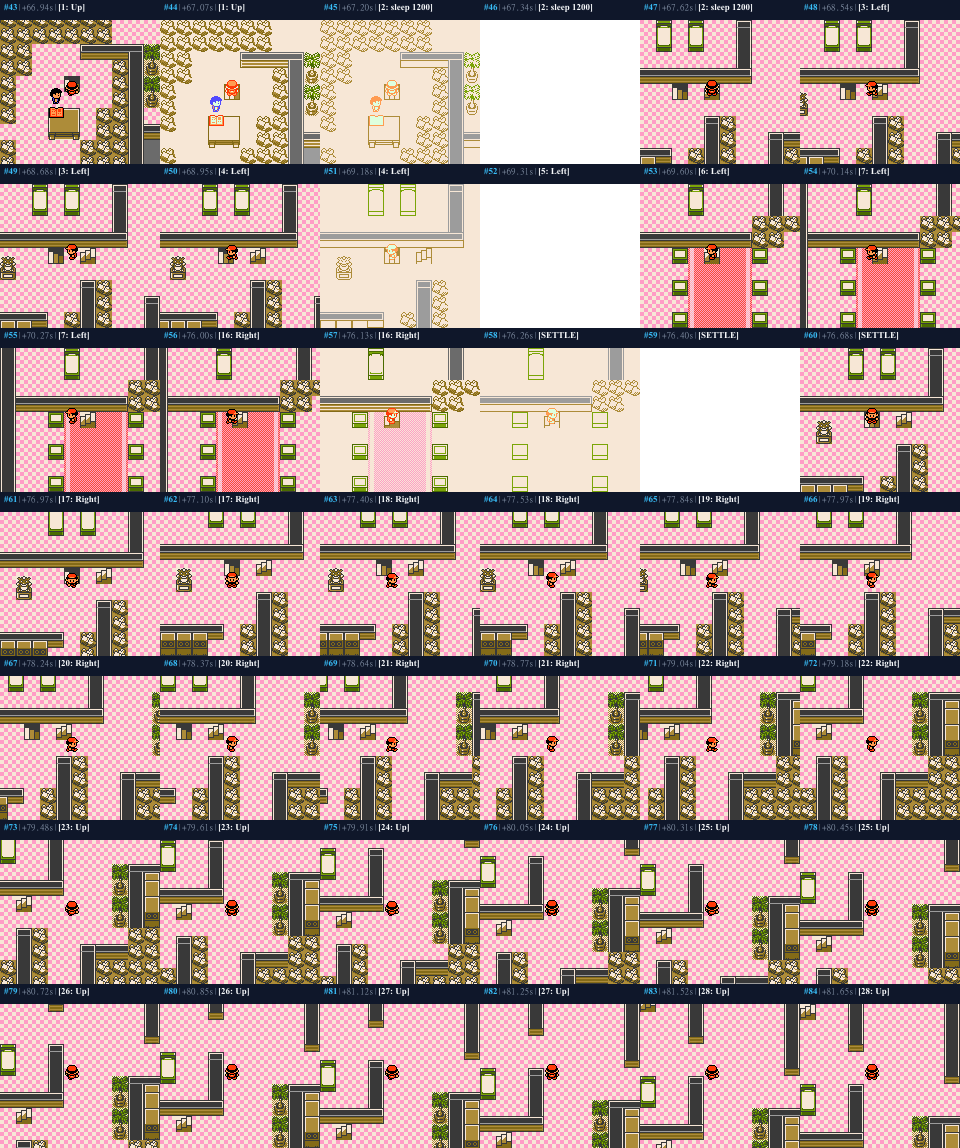 #43|+66.94s|[1: Up]
#44|+67.07s|[1: Up]
#45|+67.20s|[2: sleep 1200]
#46|+67.34s|[2: sleep 1200]
#47|+67.62s|[2: sleep 1200]
#48|+68.54s|[3: Left]
#49|+68.68s|[3: Left]
#50|+68.95s|[4: Left]
#51|+69.18s|[4: Left]
#52|+69.31s|[5: Left]
#53|+69.60s|[6: Left]
#54|+70.14s|[7: Left]
#55|+70.27s|[7: Left]
#56|+76.00s|[16: Right]
#57|+76.13s|[16: Right]
#58|+76.26s|[SETTLE]
#59|+76.40s|[SETTLE]
#60|+76.68s|[SETTLE]
#61|+76.97s|[17: Right]
#62|+77.10s|[17: Right]
#63|+77.40s|[18: Right]
#64|+77.53s|[18: Right]
#65|+77.84s|[19: Right]
#66|+77.97s|[19: Right]
#67|+78.24s|[20: Right]
#68|+78.37s|[20: Right]
#69|+78.64s|[21: Right]
#70|+78.77s|[21: Right]
#71|+79.04s|[22: Right]
#72|+79.18s|[22: Right]
#73|+79.48s|[23: Up]
#74|+79.61s|[23: Up]
#75|+79.91s|[24: Up]
#76|+80.05s|[24: Up]
#77|+80.31s|[25: Up]
#78|+80.45s|[25: Up]
#79|+80.72s|[26: Up]
#80|+80.85s|[26: Up]
#81|+81.12s|[27: Up]
#82|+81.25s|[27: Up]
#83|+81.52s|[28: Up]
#84|+81.65s|[28: Up]